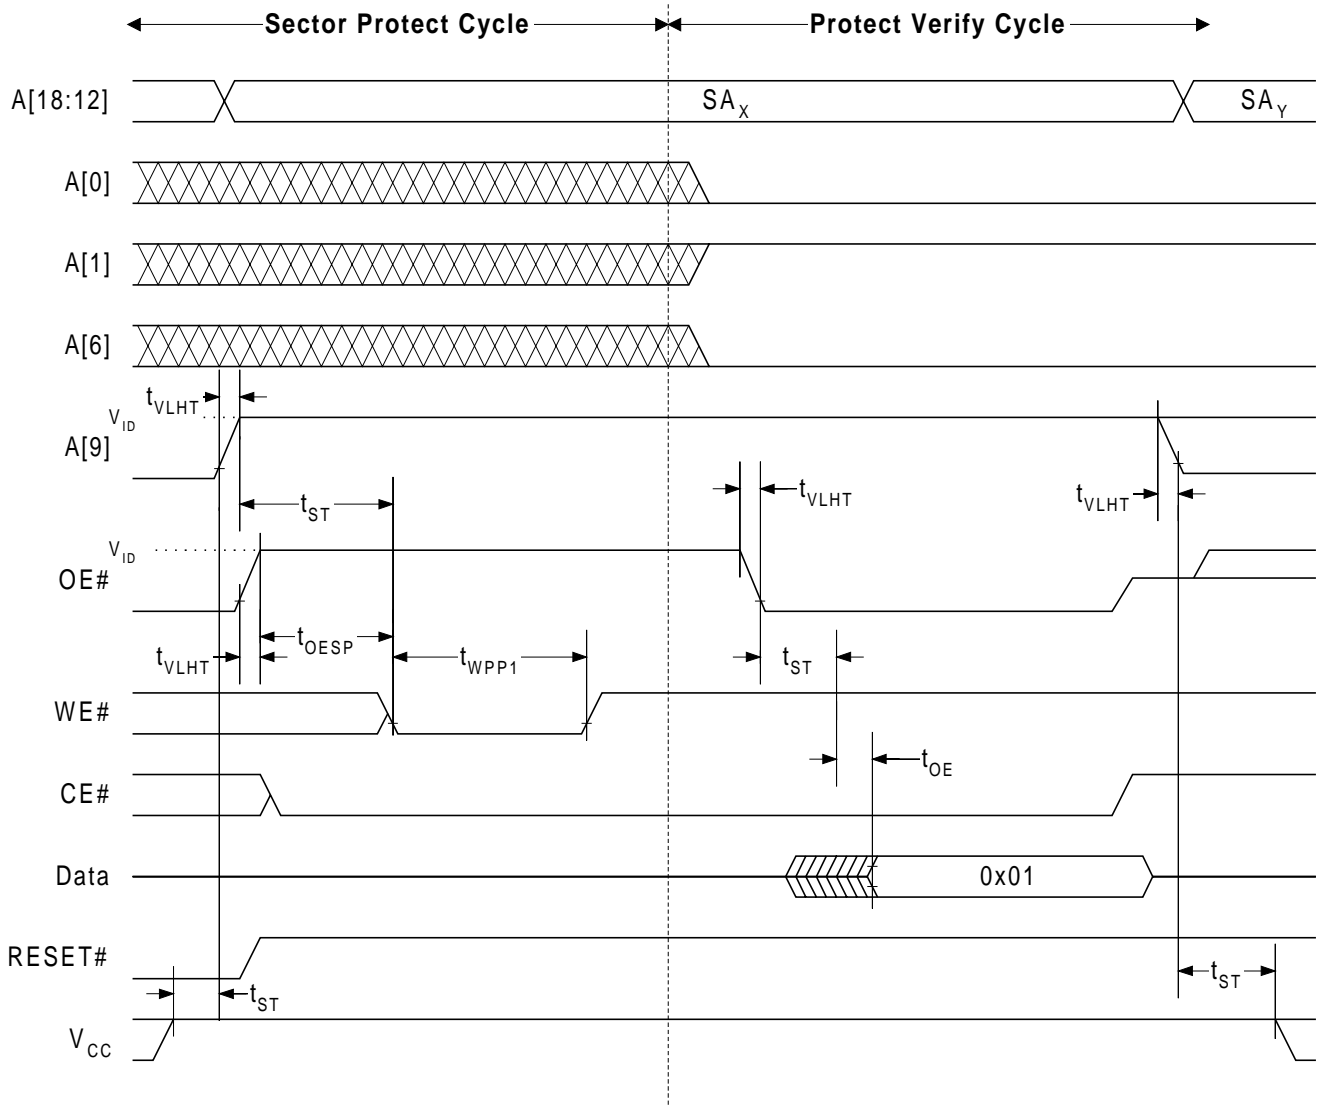 Sector Protect Cycle Protect Verify Cycle
A[18:12] SAX SAY
A[0]
A[1]
A[6]
tVLHT
VID
A[9]
tST tVLHT tVLHT
VID
OE#
tVLHT tOESP tWPP1 tST
WE#
tOE
CE#
Data 0x01
RESET#
tST tST
VCC